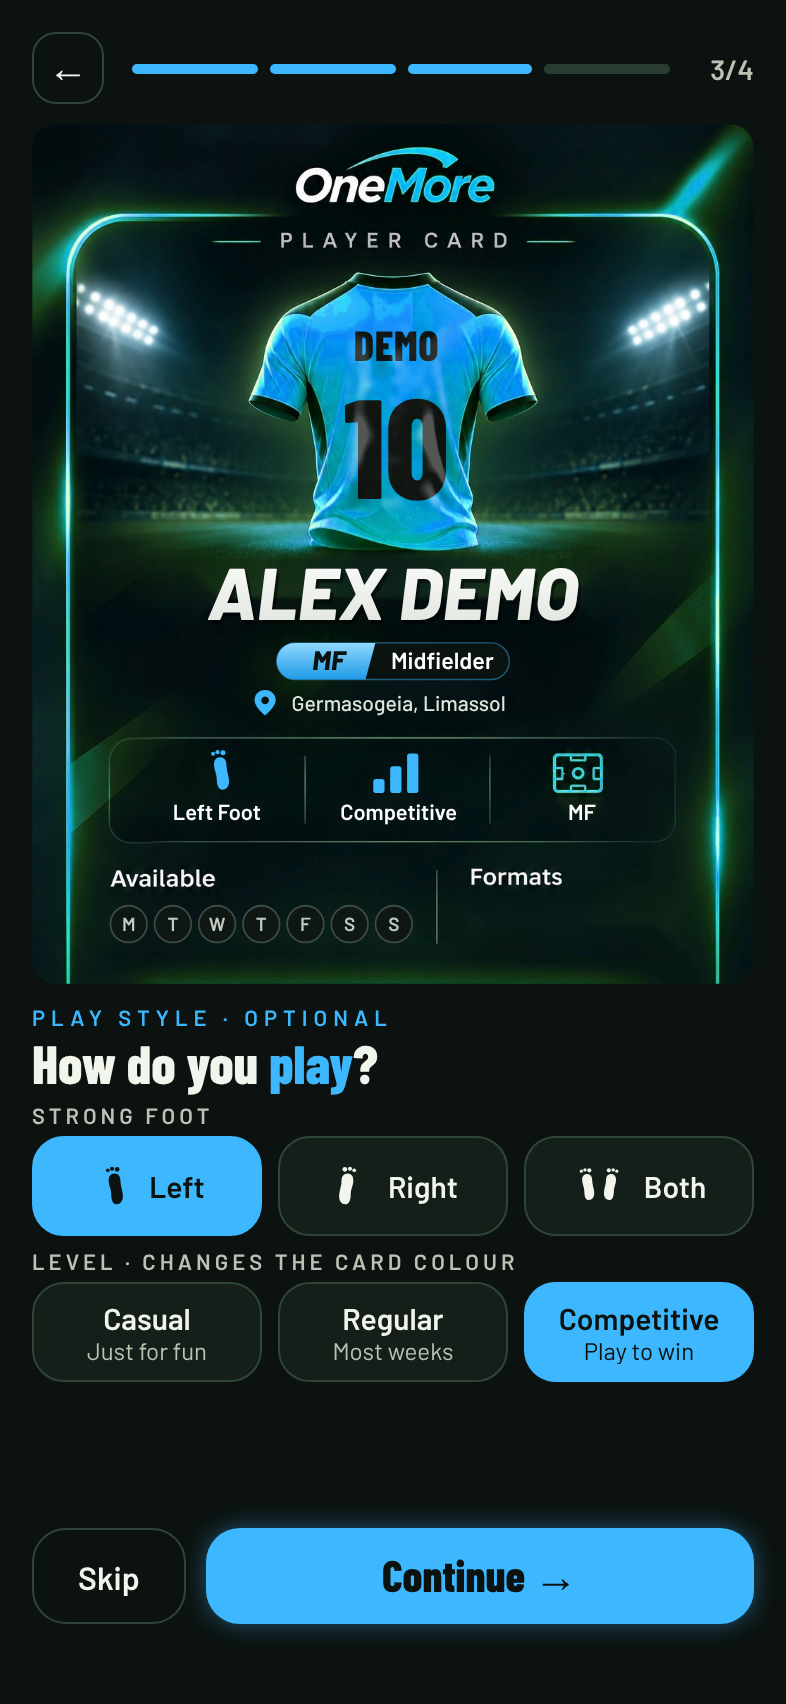 ←
3/4
OneMore
PLAYER CARD
DEMO
10
ALEX DEMO
MF Midfielder
Germasogeia, Limassol
Left Foot Competitive MF
Available Formats
M T W T F S S
PLAY STYLE · OPTIONAL
How do you play?
STRONG FOOT
Left Right Both
LEVEL · CHANGES THE CARD COLOUR
Casual Regular Competitive
Just for fun Most weeks Play to win
Skip Continue →